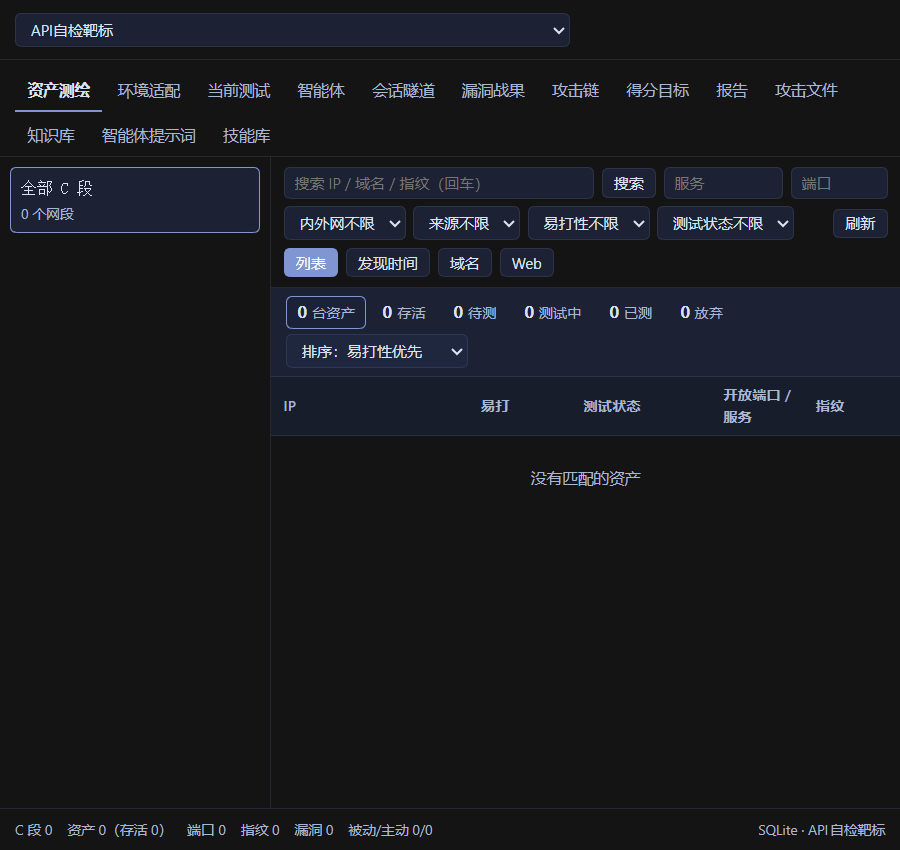 API自检靶标
资产测绘 环境适配 当前测试 智能体 会话隧道 漏洞战果 攻击链 得分目标 报告 攻击文件
知识库 智能体提示词 技能库
全部 C 段
0 个网段
搜索 IP / 域名 / 指纹（回车） 搜索 服务 端口
内外网不限 来源不限 易打性不限 测试状态不限 刷新
列表 发现时间 域名 Web
0 台资产 0 存活 0 待测 0 测试中 0 已测 0 放弃
排序：易打性优先
IP 易打 测试状态 开放端口 / 服务 指纹
没有匹配的资产
C 段 0 资产 0（存活 0） 端口 0 指纹 0 漏洞 0 被动/主动 0/0 SQLite · API自检靶标